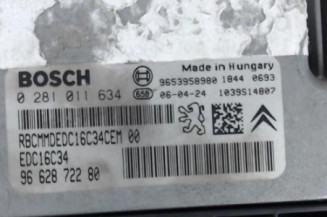 Made in Hungary
BOSCH 9653958980 1844 0693
0 281 011 634 658 06-04-24 1039S14807
RBCMMDEDC16C34CEM 00
EDC16C34
96 628 722 80